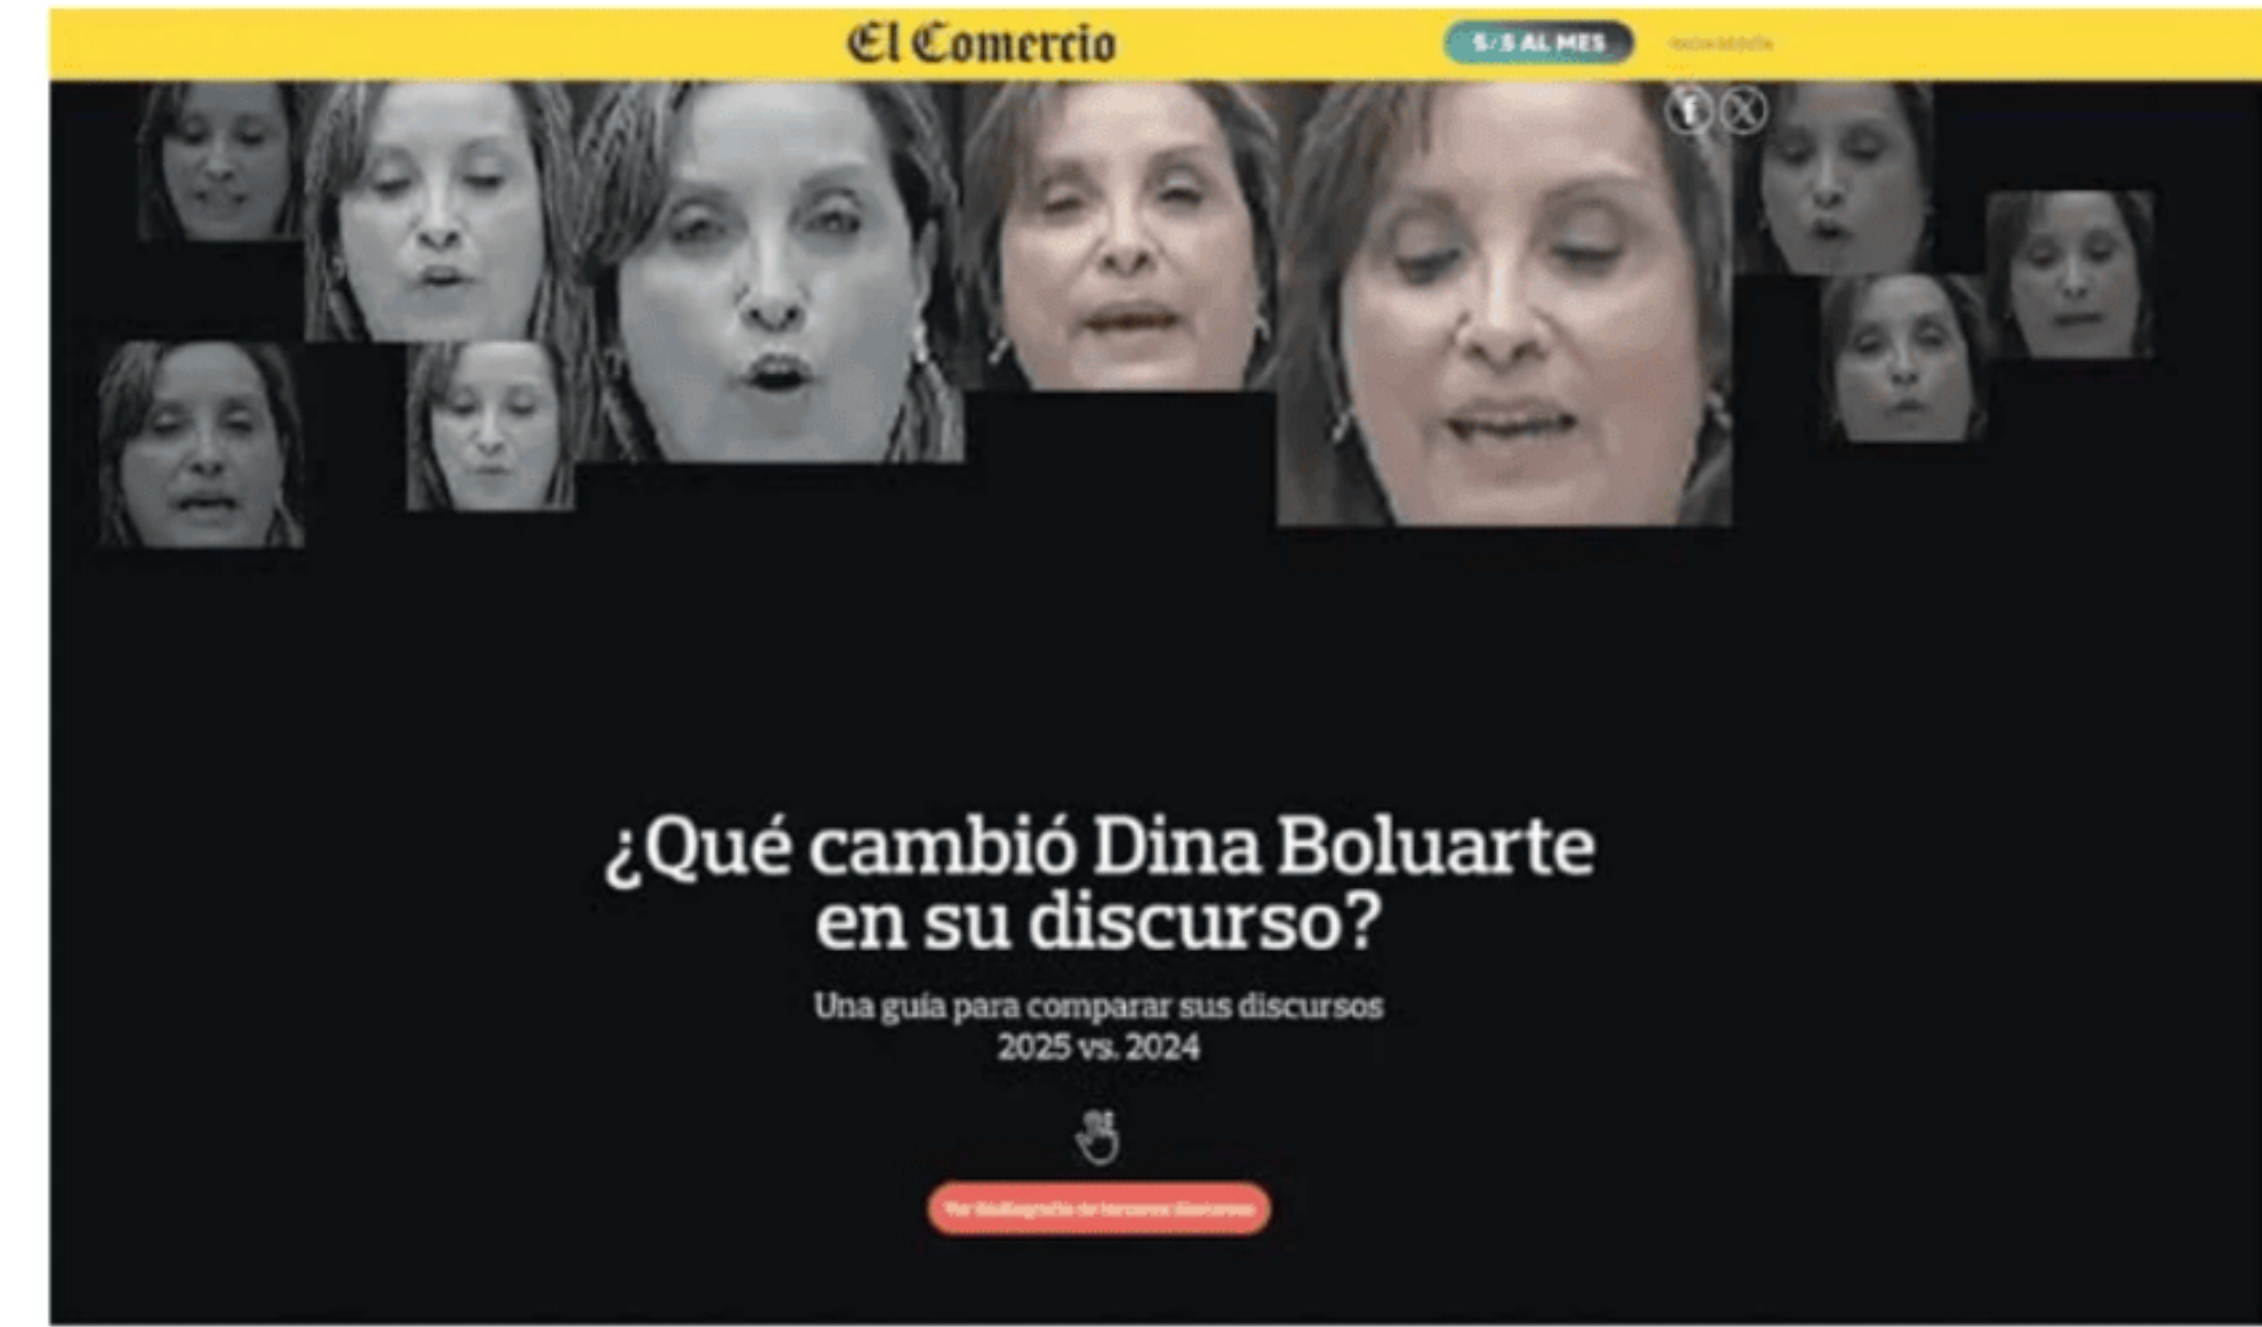 El Comercio
S/5 AL MES
¿Qué cambió Dina Boluarte
en su discurso?
Una guía para comparar sus discursos
2025 vs. 2024